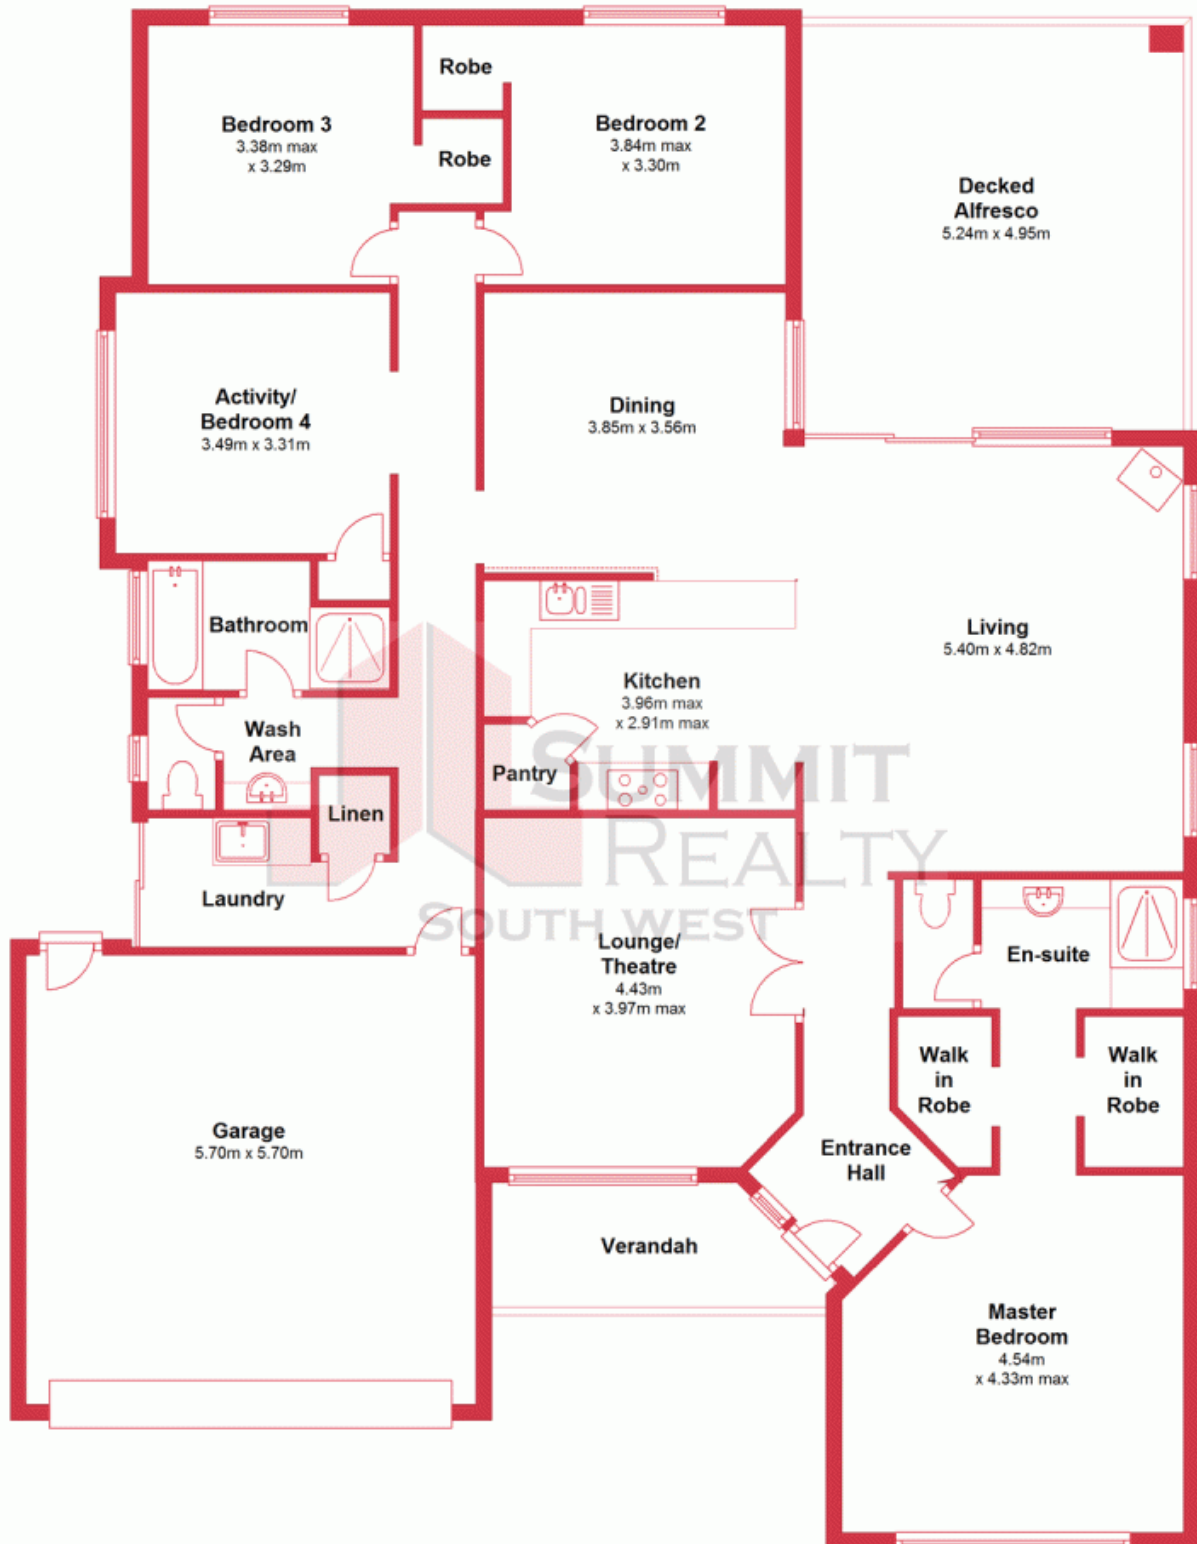 Robe
Bedroom 3
3.38m max
x 3.29m
Bedroom 2
3.84m max
x 3.30m
Robe
Decked
Alfresco
5.24m x 4.95m
Activity/
Bedroom 4
3.49m x 3.31m
Dining
3.85m x 3.56m
Bathroom
Living
5.40m x 4.82m
Kitchen
3.96m max
x 2.91m max
Wash
Area
Pantry
Linen
SUMMIT
REALTY
SOUTH WEST
Laundry
Lounge/
Theatre
4.43m
x 3.97m max
En-suite
Walk
in
Robe
Walk
in
Robe
Garage
5.70m x 5.70m
Entrance
Hall
Verandah
Master
Bedroom
4.54m
x 4.33m max